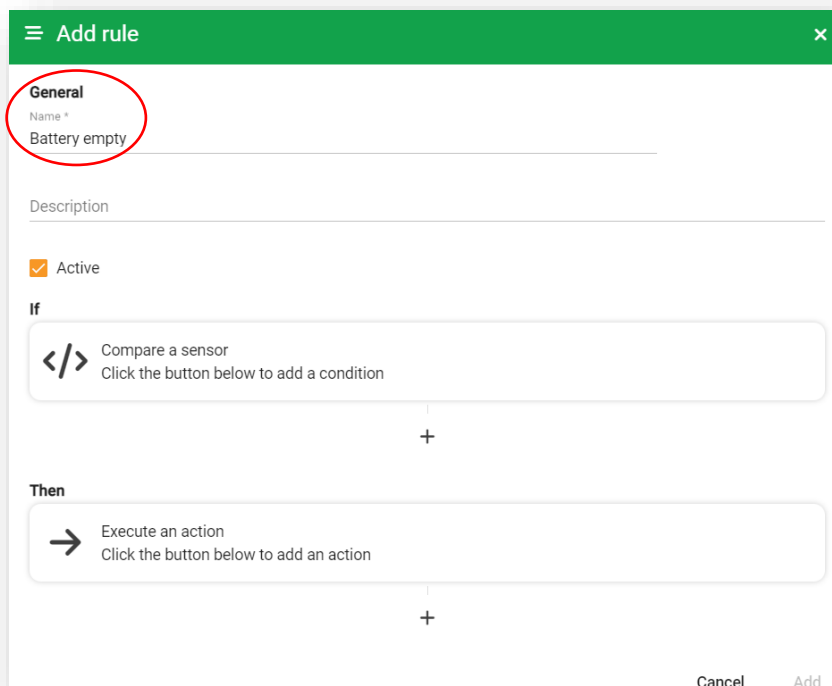 Add rule
General
Name *
Battery empty
Description
Active
If
Compare a sensor
Click the button below to add a condition
Then
Execute an action
Click the button below to add an action
Cancel Add